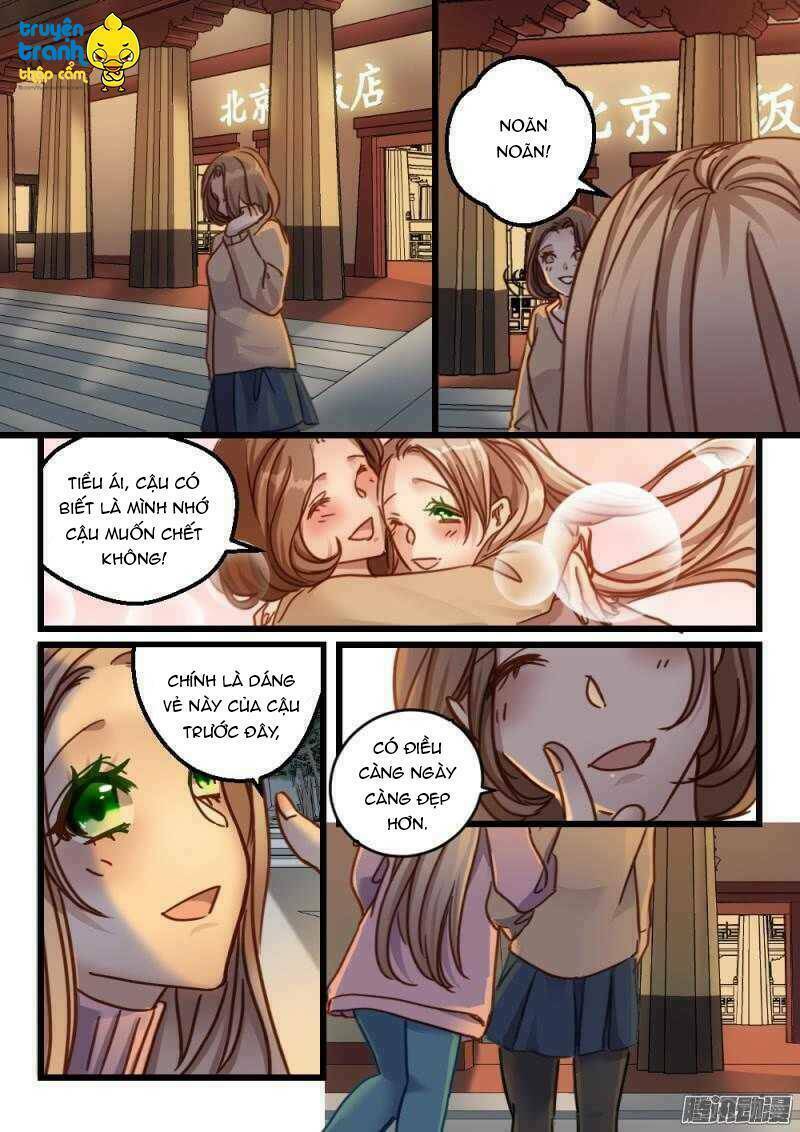 truyện
tranh
thập cẩm
北京 饭店
北京 饭
NOÃN
NOÃN!
TIỂU ÁI, CẬU CÓ
BIẾT LÀ MÌNH NHỚ
CẬU MUỐN CHẾT
KHÔNG!
CHÍNH LÀ DÁNG
VẺ NÀY CỦA CẬU
TRƯỚC ĐÂY,
CÓ ĐIỀU
CÀNG NGÀY
CÀNG ĐẸP
HƠN.
腾讯动漫